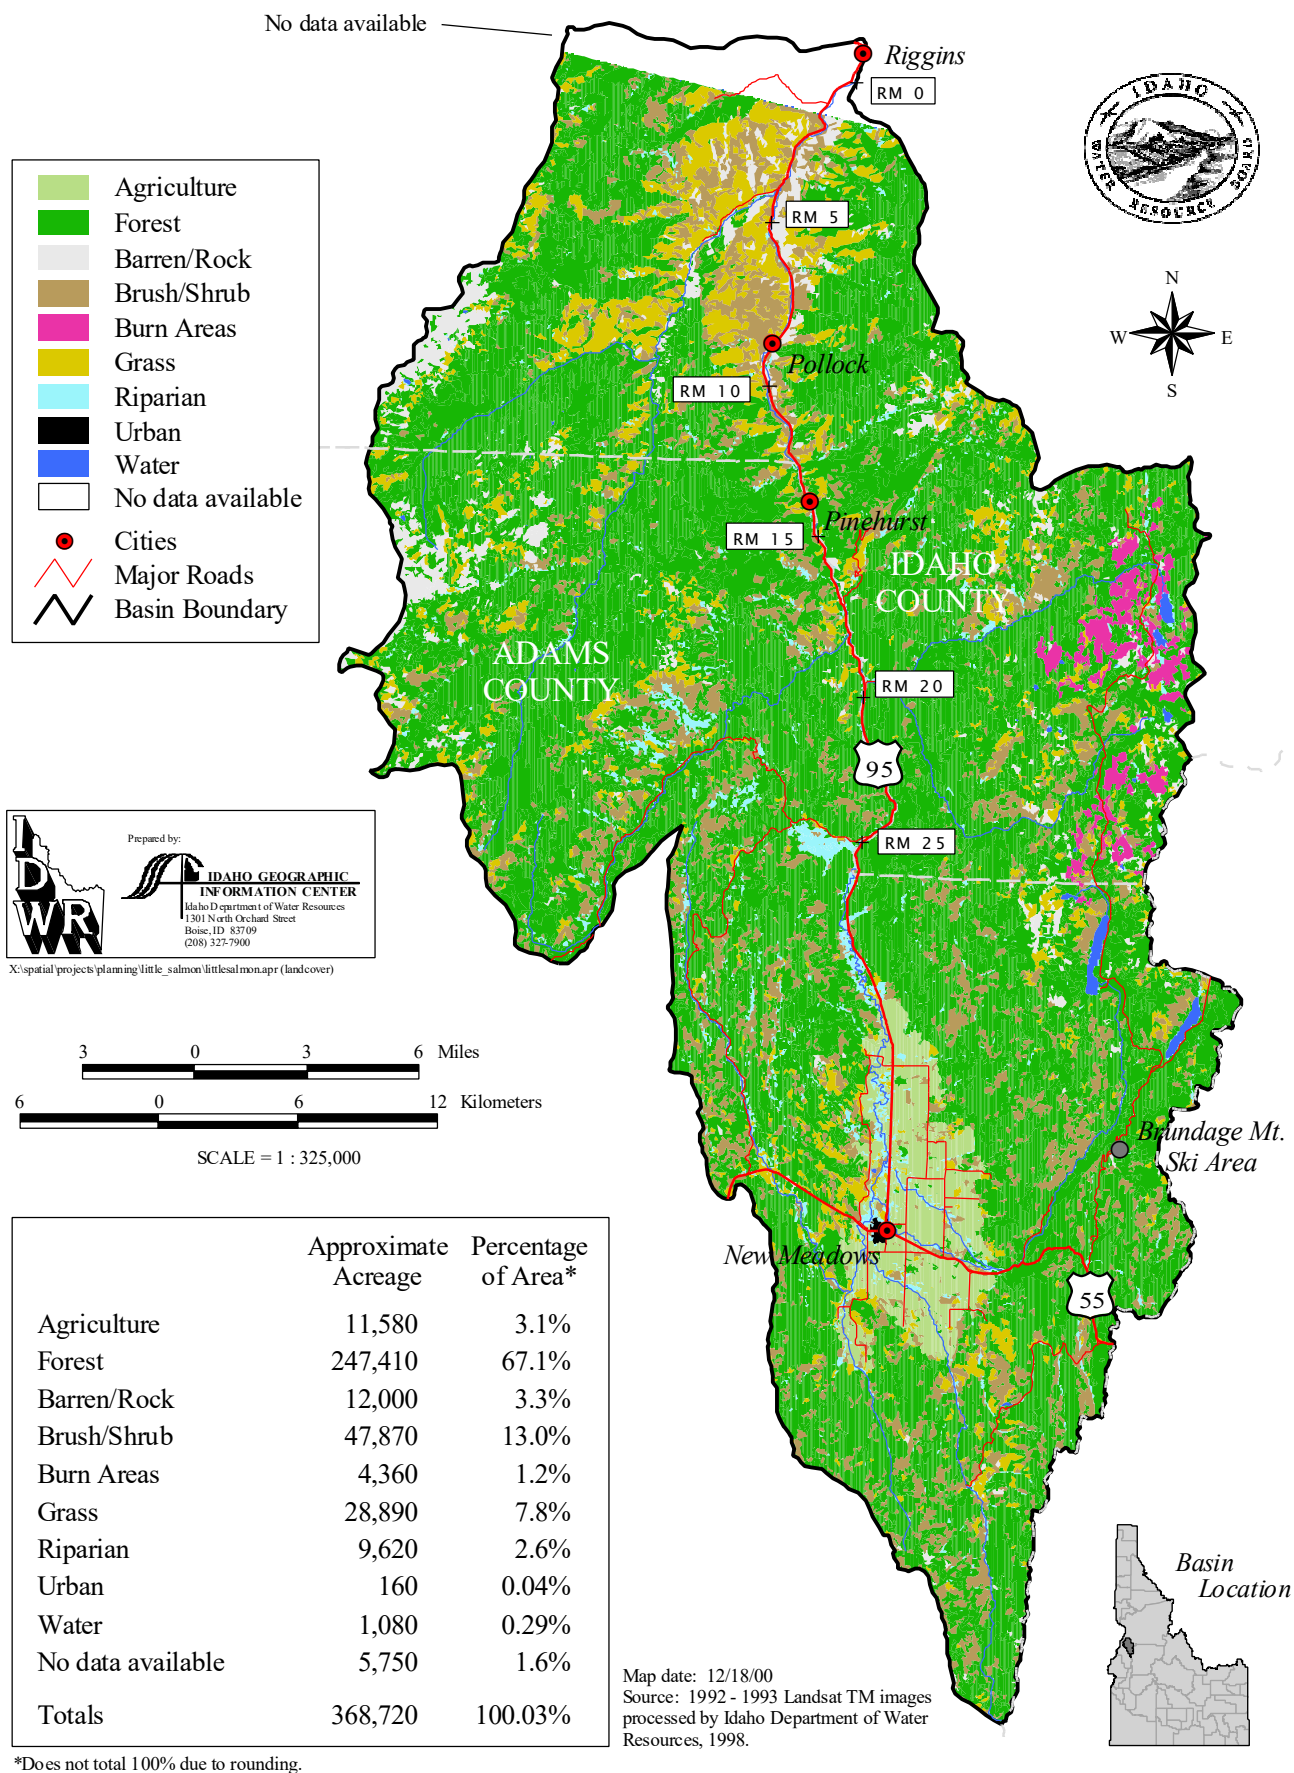 No data available
Riggins
RM 0
IDAHO
WATER RESOURCE BOARD
Agriculture
Forest
Barren/Rock
Brush/Shrub
Burn Areas
Grass
Riparian
Urban
Water
No data available
Cities
Major Roads
Basin Boundary
RM 5
N
W E
S
Pollock
RM 10
Pinehurst
RM 15
IDAHO
COUNTY
ADAMS
COUNTY
RM 20
95
RM 25
IDWR
Prepared by:
IDAHO GEOGRAPHIC
INFORMATION CENTER
Idaho Department of Water Resources
1301 North Orchard Street
Boise, ID 83709
(208) 327-7900
X:\spatial\projects\planning\little_salmon\littlesalmon.apr (landcover)
3 0 3 6 Miles
6 0 6 12 Kilometers
SCALE = 1 : 325,000
Brundage Mt.
Ski Area
New Meadows
55
Approximate Percentage
Acreage of Area*
Agriculture 11,580 3.1%
Forest 247,410 67.1%
Barren/Rock 12,000 3.3%
Brush/Shrub 47,870 13.0%
Burn Areas 4,360 1.2%
Grass 28,890 7.8%
Riparian 9,620 2.6%
Urban 160 0.04%
Water 1,080 0.29%
No data available 5,750 1.6%
Totals 368,720 100.03%
*Does not total 100% due to rounding.
Map date: 12/18/00
Source: 1992 - 1993 Landsat TM images
processed by Idaho Department of Water
Resources, 1998.
Basin
Location